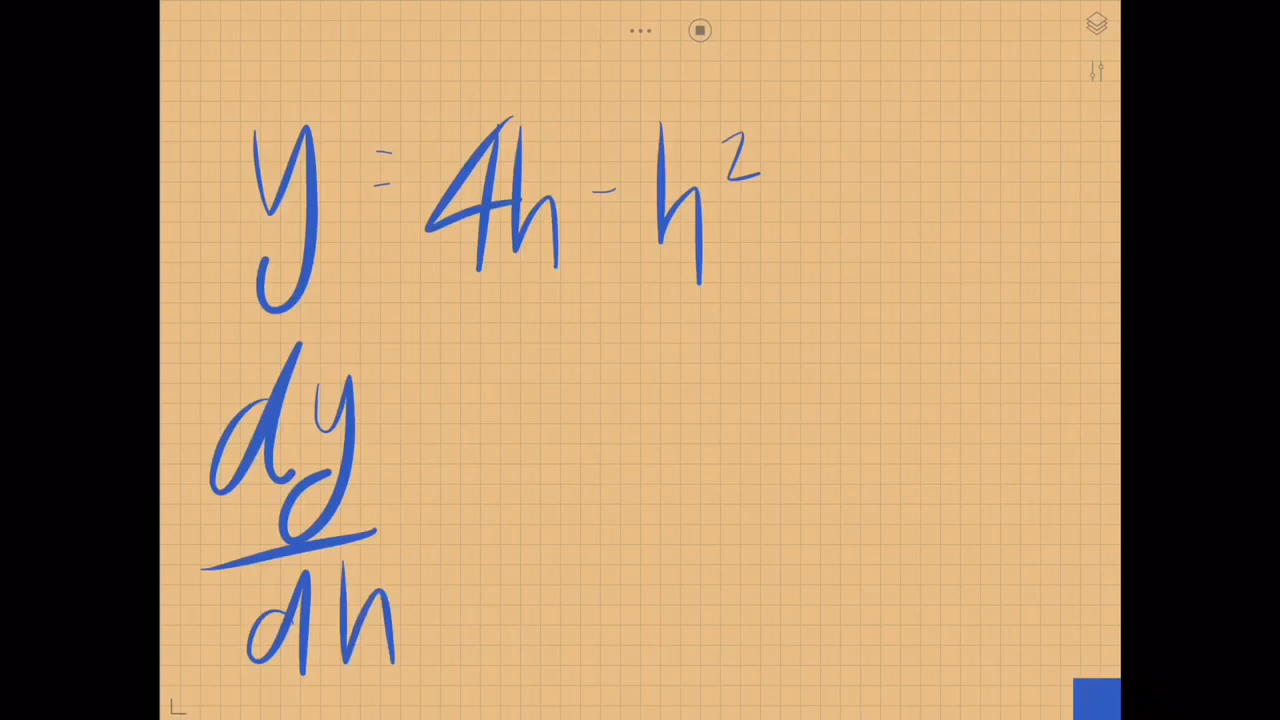 y = 4h - h²
dy
dh